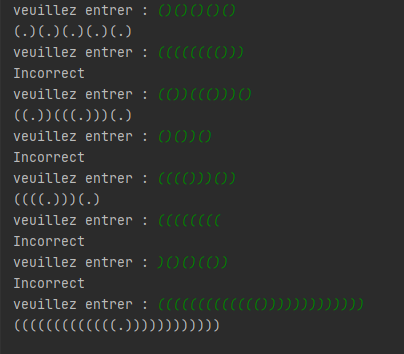 veuillez entrer : ()()()()()
(.)(.)(.)(.)(.)
veuillez entrer : (((((((()))
Incorrect
veuillez entrer : (())((()))()
((.))(((.)))(.)
veuillez entrer : ()())()
Incorrect
veuillez entrer : (((()))())
((((.)))(.)
veuillez entrer : ((((((((
Incorrect
veuillez entrer : )()()(())
Incorrect
veuillez entrer : ((((((((((((()))))))))))))
(((((((((((((.))))))))))))